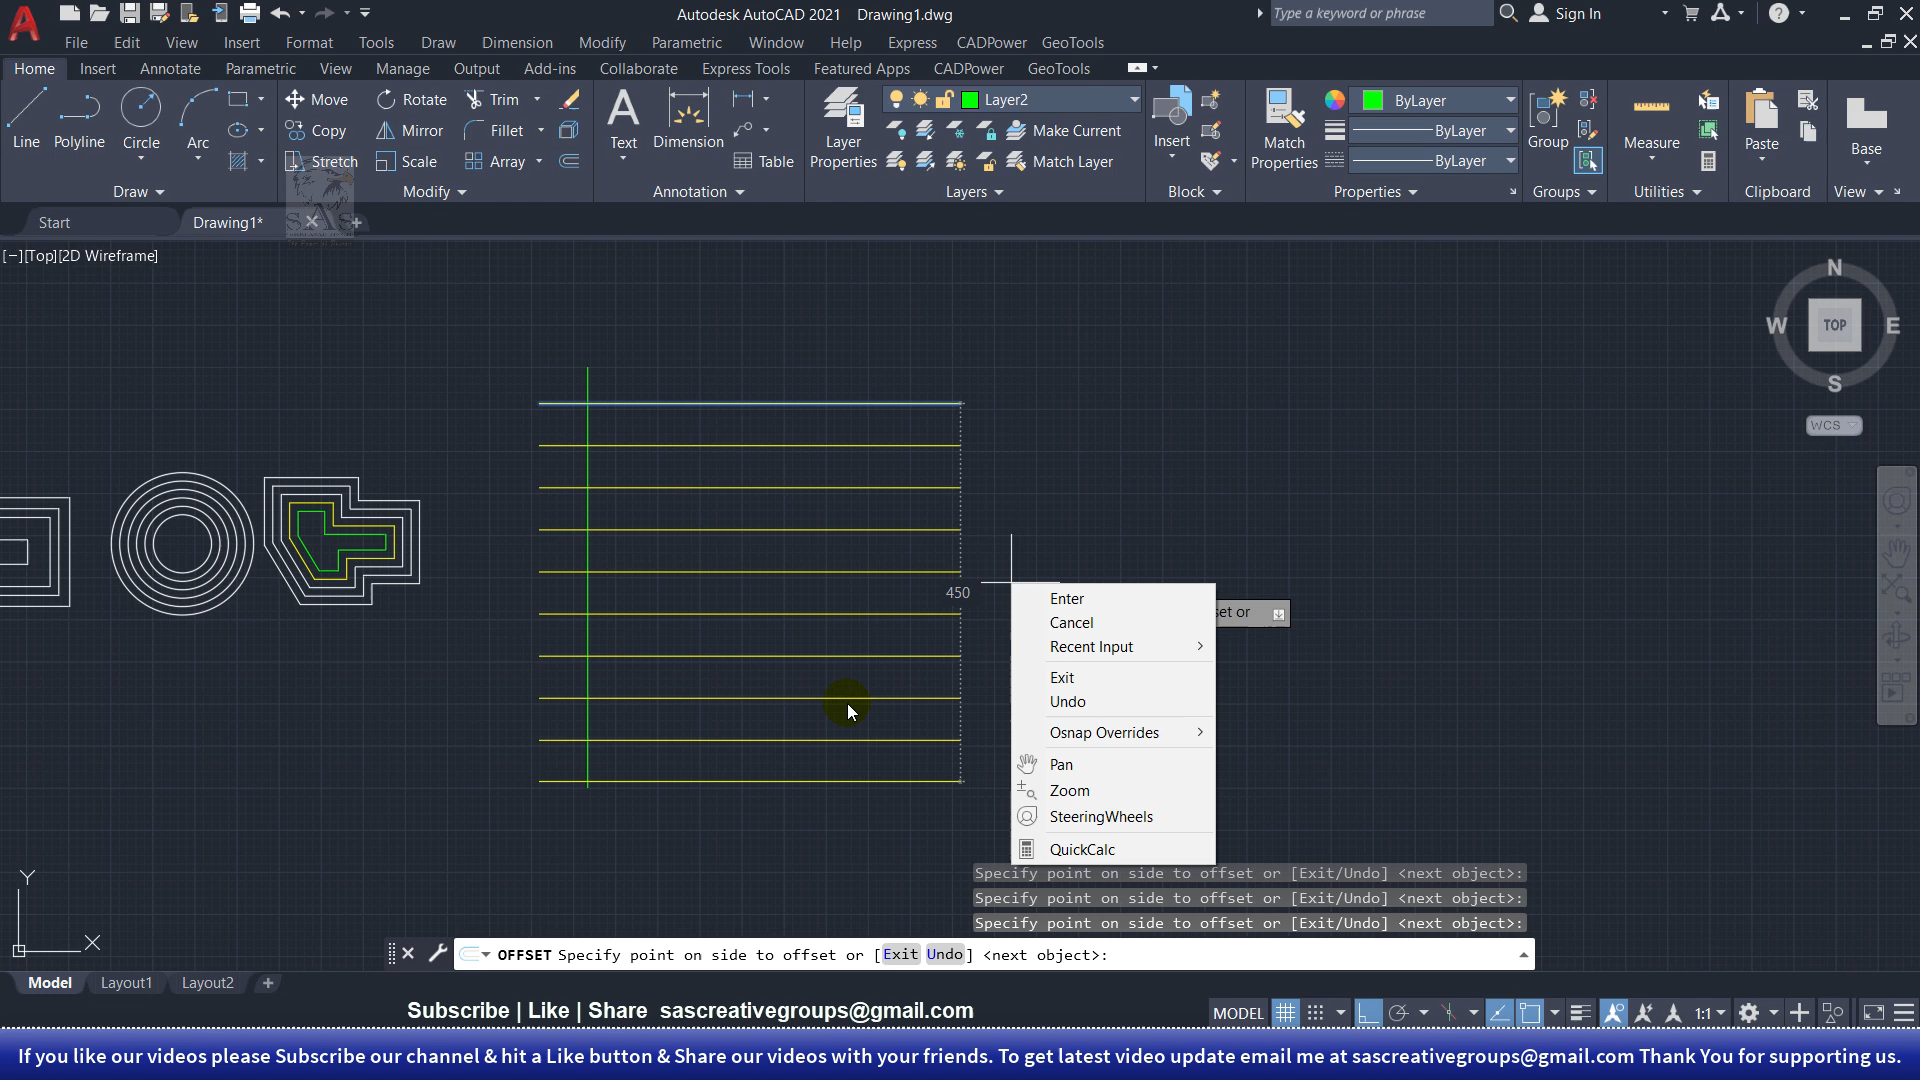 Autodesk AutoCAD 2021 Drawing1.dwg
Type a keyword or phrase
Sign In
File Edit View Insert Format Tools Draw Dimension Modify Parametric Window Help Express CADPower GeoTools
Home Insert Annotate Parametric View Manage Output Add-ins Collaborate Express Tools Featured Apps CADPower GeoTools
Line Polyline Circle Arc
Move Rotate Trim
Copy Mirror Fillet
Stretch Scale Array
Text Dimension Table
Layer Properties
Layer2
Make Current
Match Layer
Insert
Match Properties
ByLayer
ByLayer
ByLayer
Group Measure Paste Base
Draw Modify Annotation Layers Block Properties Groups Utilities Clipboard View
Start Drawing1*
SAS
[−][Top][2D Wireframe]
N
W TOP E
S
WCS
450
Enter
set or
Cancel
Recent Input
Exit
Undo
Osnap Overrides
Pan
Zoom
SteeringWheels
QuickCalc
Specify point on side to offset or [Exit/Undo] <next object>:
Specify point on side to offset or [Exit/Undo] <next object>:
Specify point on side to offset or [Exit/Undo] <next object>:
Y
X
OFFSET Specify point on side to offset or [Exit Undo] <next object>:
Model Layout1 Layout2
Subscribe | Like | Share sascreativegroups@gmail.com
MODEL 1:1
If you like our videos please Subscribe our channel & hit a Like button & Share our videos with your friends. To get latest video update email me at sascreativegroups@gmail.com Thank You for supporting us.